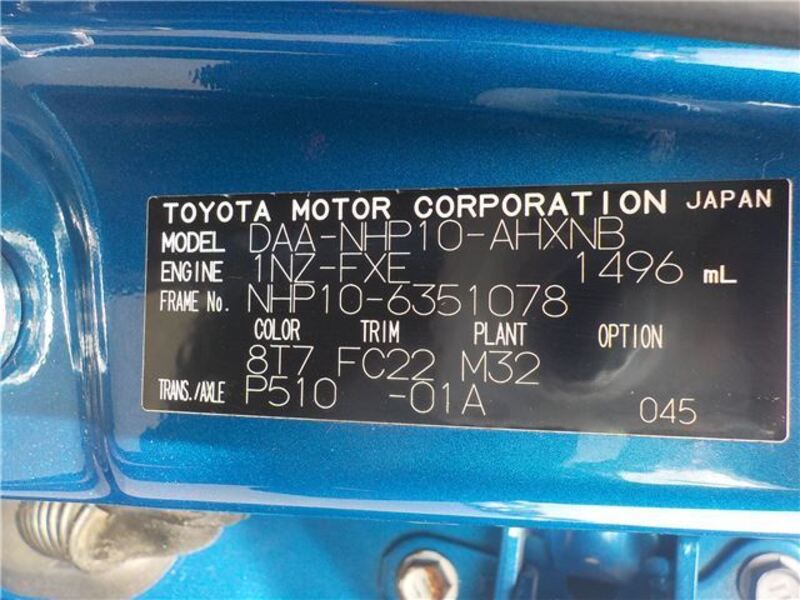 TOYOTA MOTOR CORPORATION JAPAN
MODEL DAA-NHP10-AHXNB
ENGINE 1NZ-FXE 1496 mL
FRAME No. NHP10-6351078
COLOR TRIM PLANT OPTION
8T7 FC22 M32
TRANS./AXLE P510 -01A 045